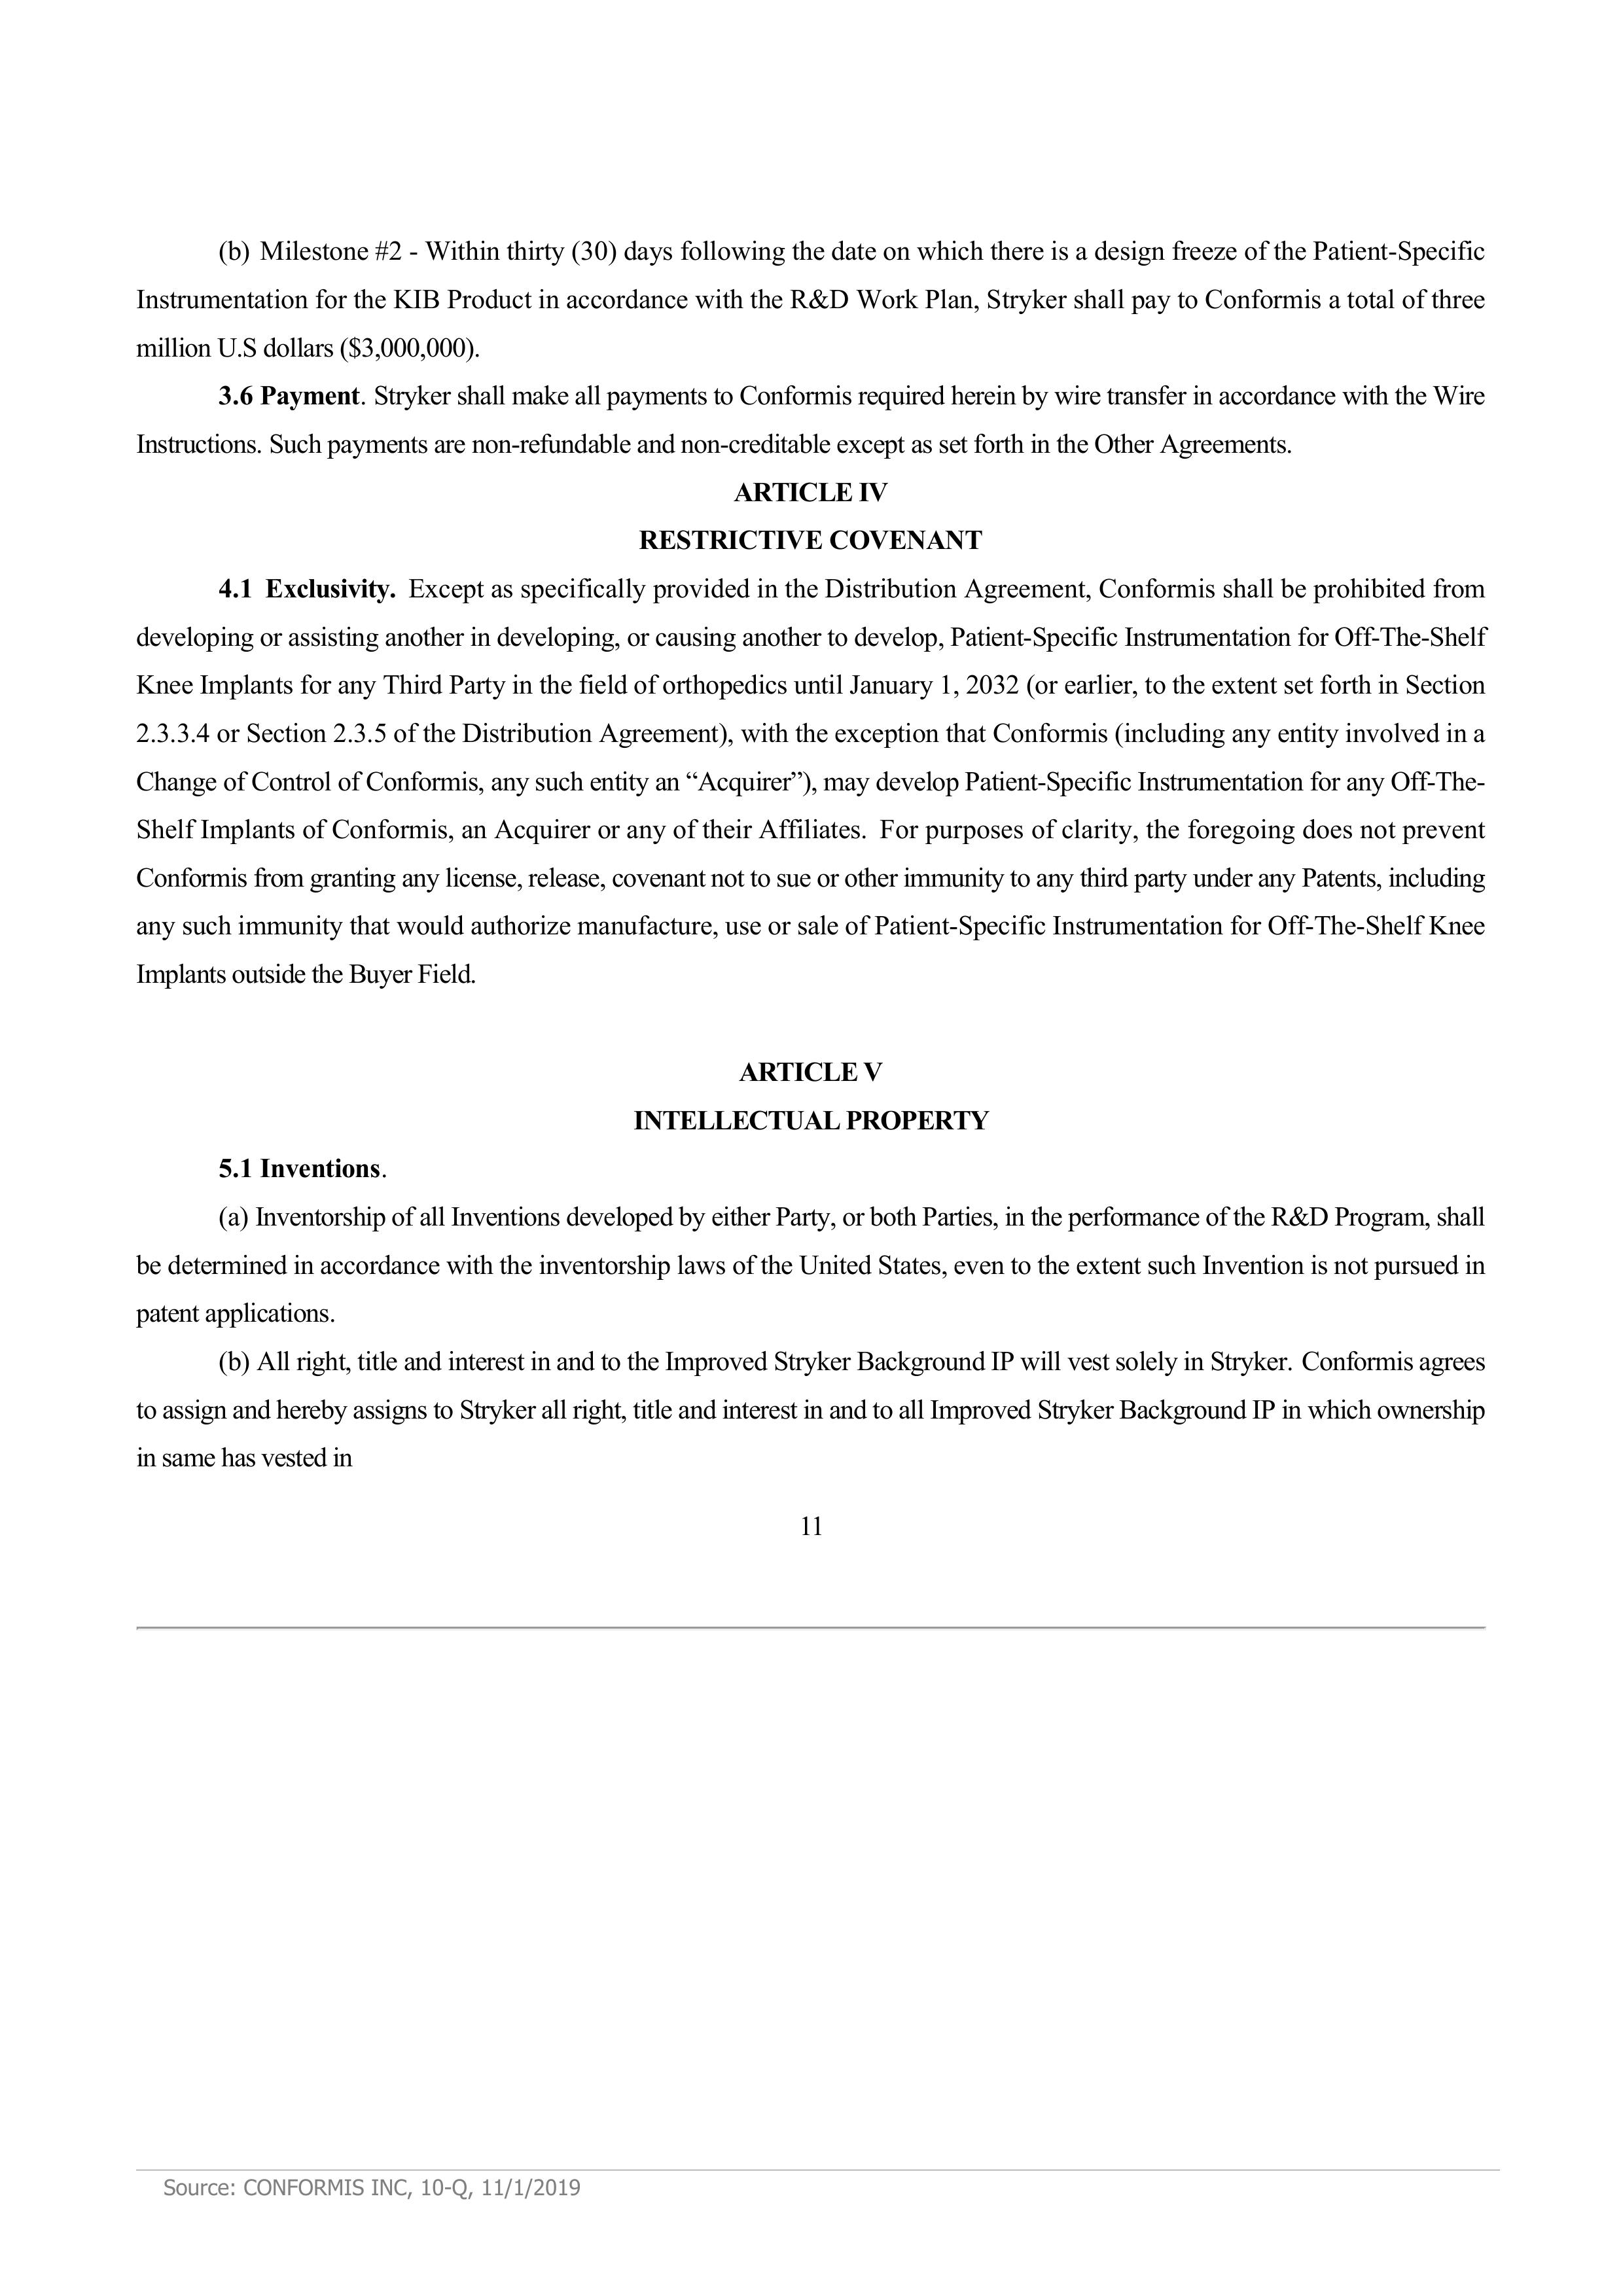 (b) Milestone #2 - Within thirty (30) days following the date on which there is a design freeze of the Patient-Specific
Instrumentation for the KIB Product in accordance with the R&D Work Plan, Stryker shall pay to Conformis a total of three
million U.S dollars ($3,000,000).
3.6 Payment. Stryker shall make all payments to Conformis required herein by wire transfer in accordance with the Wire
Instructions. Such payments are non-refundable and non-creditable except as set forth in the Other Agreements.
ARTICLE IV
RESTRICTIVE COVENANT
4.1 Exclusivity. Except as specifically provided in the Distribution Agreement, Conformis shall be prohibited from
developing or assisting another in developing, or causing another to develop, Patient-Specific Instrumentation for Off-The-Shelf
Knee Implants for any Third Party in the field of orthopedics until January 1, 2032 (or earlier, to the extent set forth in Section
2.3.3.4 or Section 2.3.5 of the Distribution Agreement), with the exception that Conformis (including any entity involved in a
Change of Control of Conformis, any such entity an “Acquirer”), may develop Patient-Specific Instrumentation for any Off-The-
Shelf Implants of Conformis, an Acquirer or any of their Affiliates. For purposes of clarity, the foregoing does not prevent
Conformis from granting any license, release, covenant not to sue or other immunity to any third party under any Patents, including
any such immunity that would authorize manufacture, use or sale of Patient-Specific Instrumentation for Off-The-Shelf Knee
Implants outside the Buyer Field.
ARTICLE V
INTELLECTUAL PROPERTY
5.1 Inventions.
(a) Inventorship of all Inventions developed by either Party, or both Parties, in the performance of the R&D Program, shall
be determined in accordance with the inventorship laws of the United States, even to the extent such Invention is not pursued in
patent applications.
(b) All right, title and interest in and to the Improved Stryker Background IP will vest solely in Stryker. Conformis agrees
to assign and hereby assigns to Stryker all right, title and interest in and to all Improved Stryker Background IP in which ownership
in same has vested in
11
Source: CONFORMIS INC, 10-Q, 11/1/2019